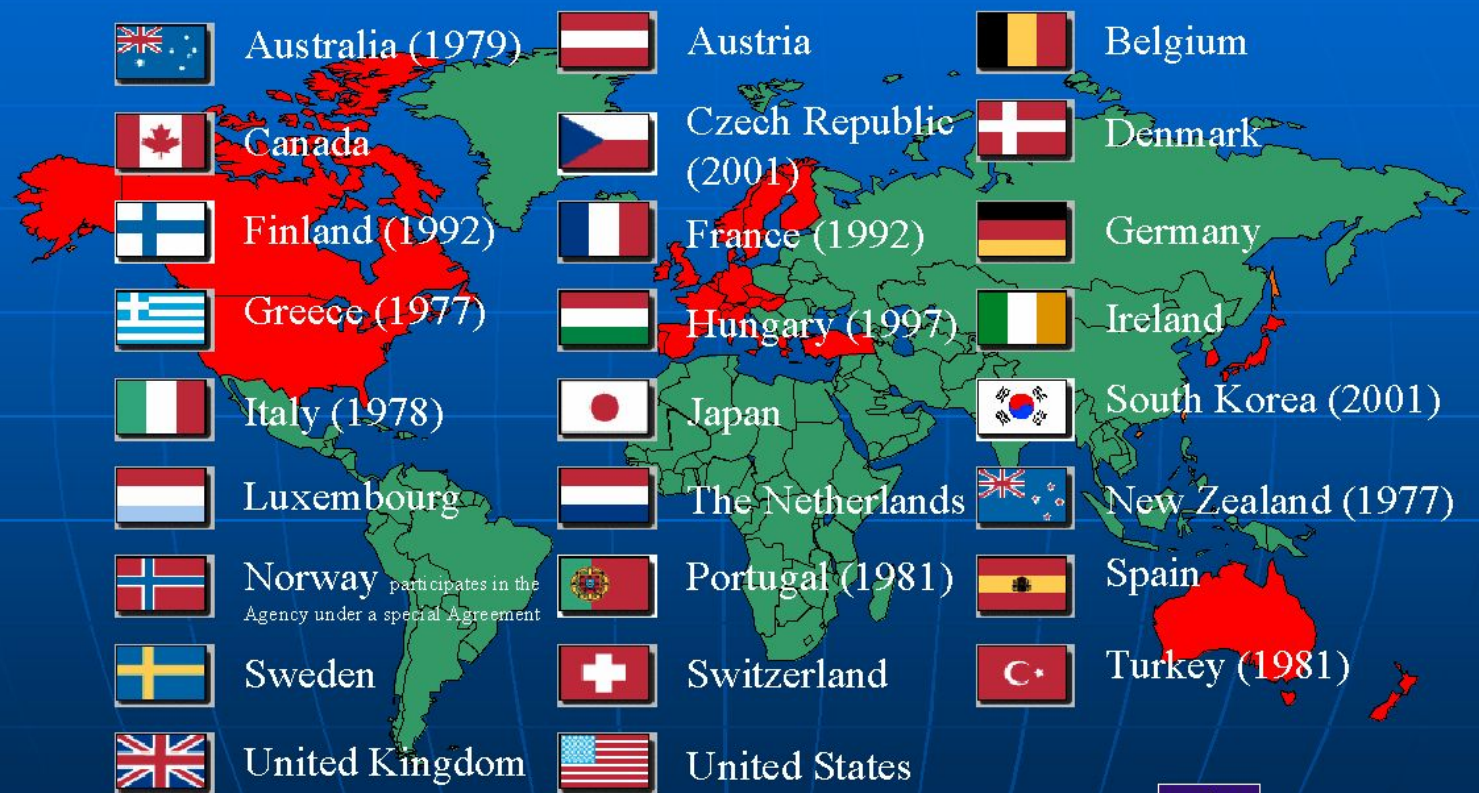 Australia (1979)
Austria
Belgium
Canada
Czech Republic
(2001)
Denmark
Finland (1992)
France (1992)
Germany
Greece (1977)
Hungary (1997)
Ireland
Italy (1978)
Japan
South Korea (2001)
Luxembourg
The Netherlands
New Zealand (1977)
Norway participates in the
Agency under a special Agreement
Portugal (1981)
Spain
Sweden
Switzerland
Turkey (1981)
United Kingdom
United States